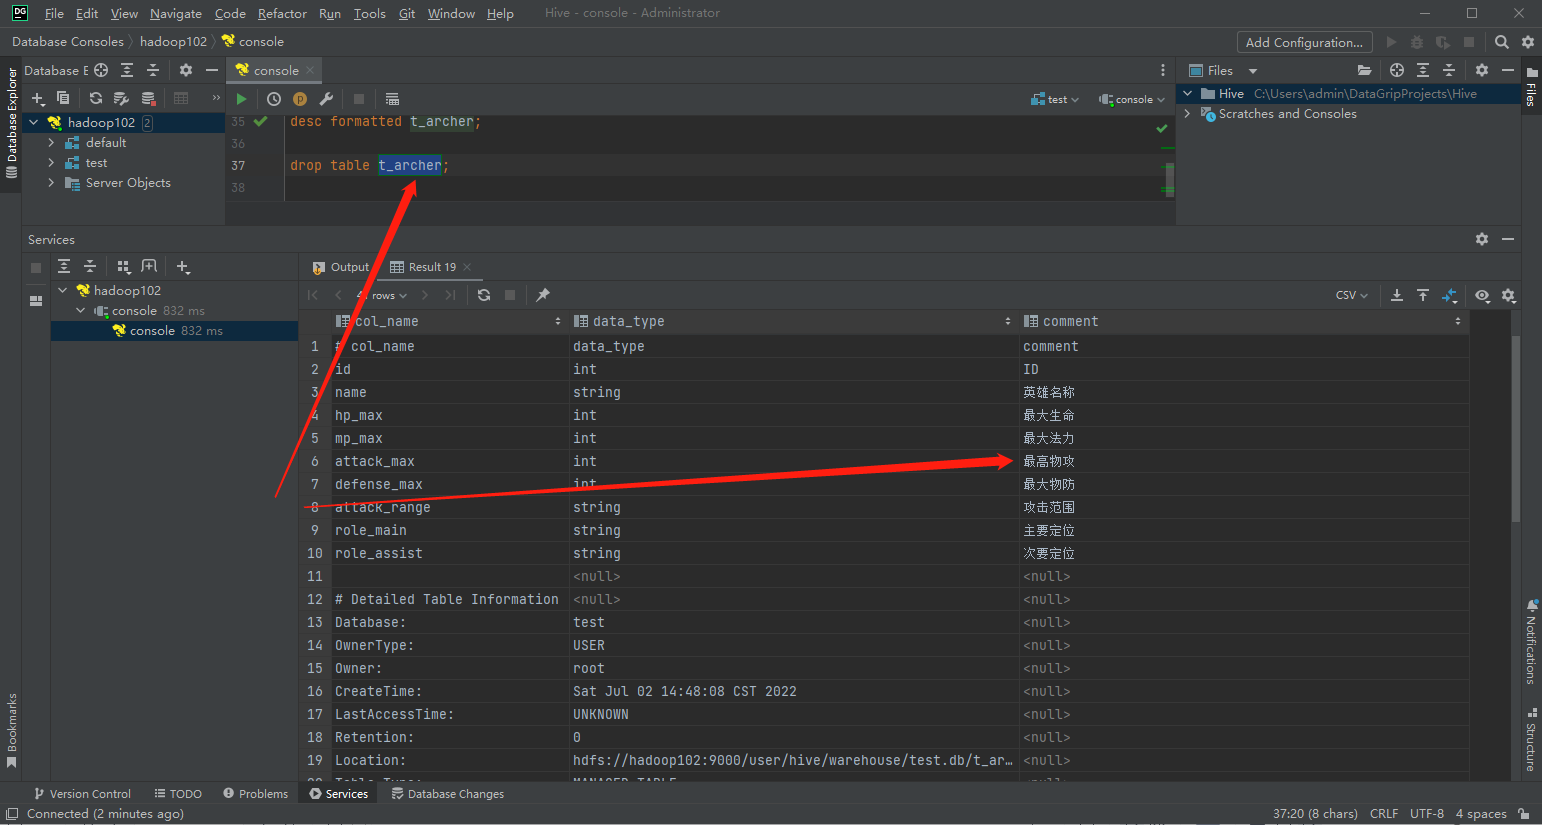 DG File Edit View Navigate Code Refactor Run Tools Git Window Help Hive - console - Administrator
Database Consoles hadoop102 console Add Configuration...
Database Explorer
Database E
hadoop102 2
default
test
Server Objects
console
test console
35 desc formatted t_archer;
36
37 drop table t_archer;
38
Files
Hive C:\Users\admin\DataGripProjects\Hive
Scratches and Consoles
Files
Services
hadoop102
console 832 ms
console 832 ms
Output Result 19
rows CSV
col_name data_type comment
1 # col_name data_type comment
2 id int ID
3 name string 英雄名称
4 hp_max int 最大生命
5 mp_max int 最大法力
6 attack_max int 最高物攻
7 defense_max int 最大物防
8 attack_range string 攻击范围
9 role_main string 主要定位
10 role_assist string 次要定位
11 <null> <null>
12 # Detailed Table Information <null> <null>
13 Database: test <null>
14 OwnerType: USER <null>
15 Owner: root <null>
16 CreateTime: Sat Jul 02 14:48:08 CST 2022 <null>
17 LastAccessTime: UNKNOWN <null>
18 Retention: 0 <null>
19 Location: hdfs://hadoop102:9000/user/hive/warehouse/test.db/t_ar… <null>
20 Table Type: MANAGED_TABLE <null>
Notifications
Structure
Bookmarks
Version Control TODO Problems Services Database Changes
Connected (2 minutes ago) 37:20 (8 chars) CRLF UTF-8 4 spaces